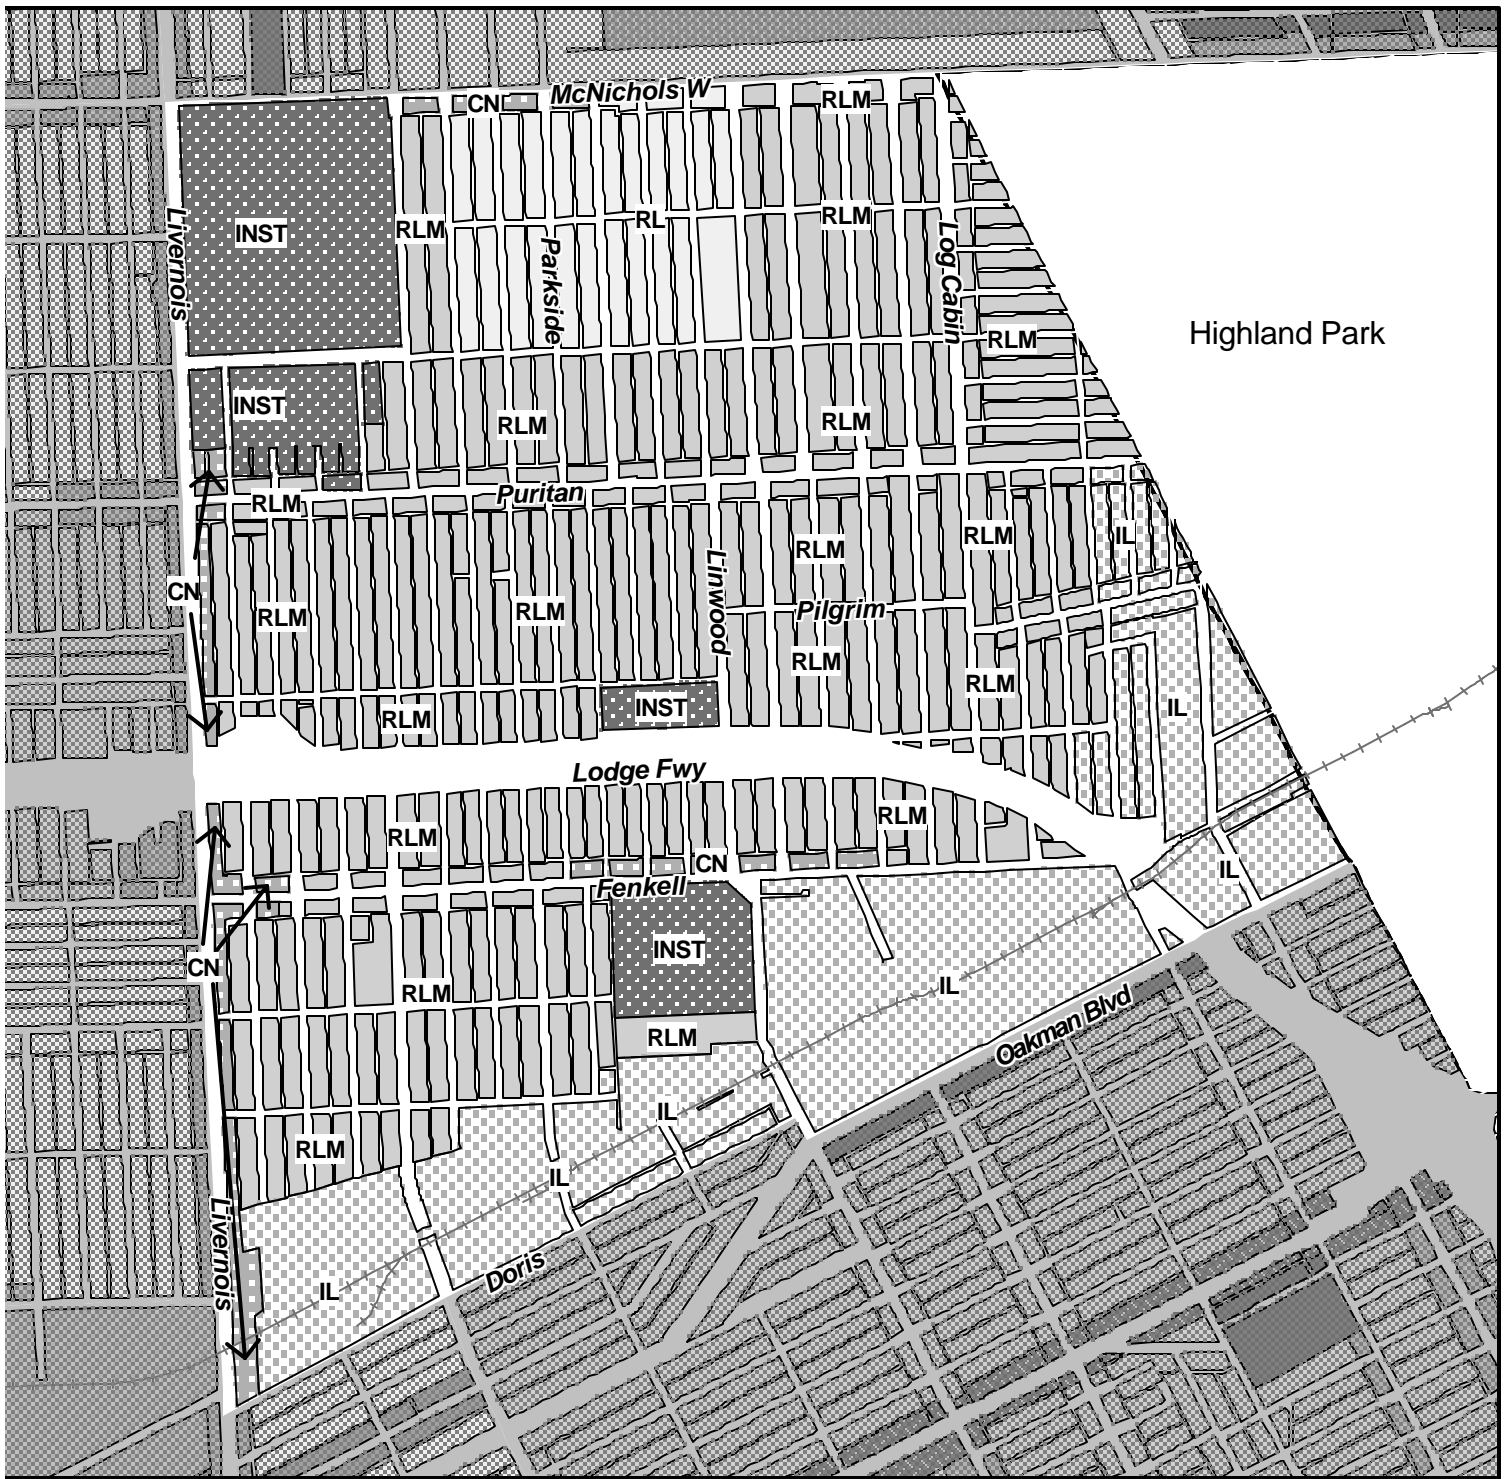 McNichols W
CN
RLM
Livernois
INST
RLM
RL
RLM
Parkside
Log Cabin
RLM
Highland Park
INST
RLM
RLM
RLM
Puritan
RLM
RLM
IL
CN
RLM
RLM
Linwood
Pilgrim
RLM
RLM
RLM
INST
IL
Lodge Fwy
RLM
RLM
CN
IL
Fenkell
CN
INST
RLM
IL
RLM
Oakman Blvd
IL
RLM
IL
Livernois
Doris
IL